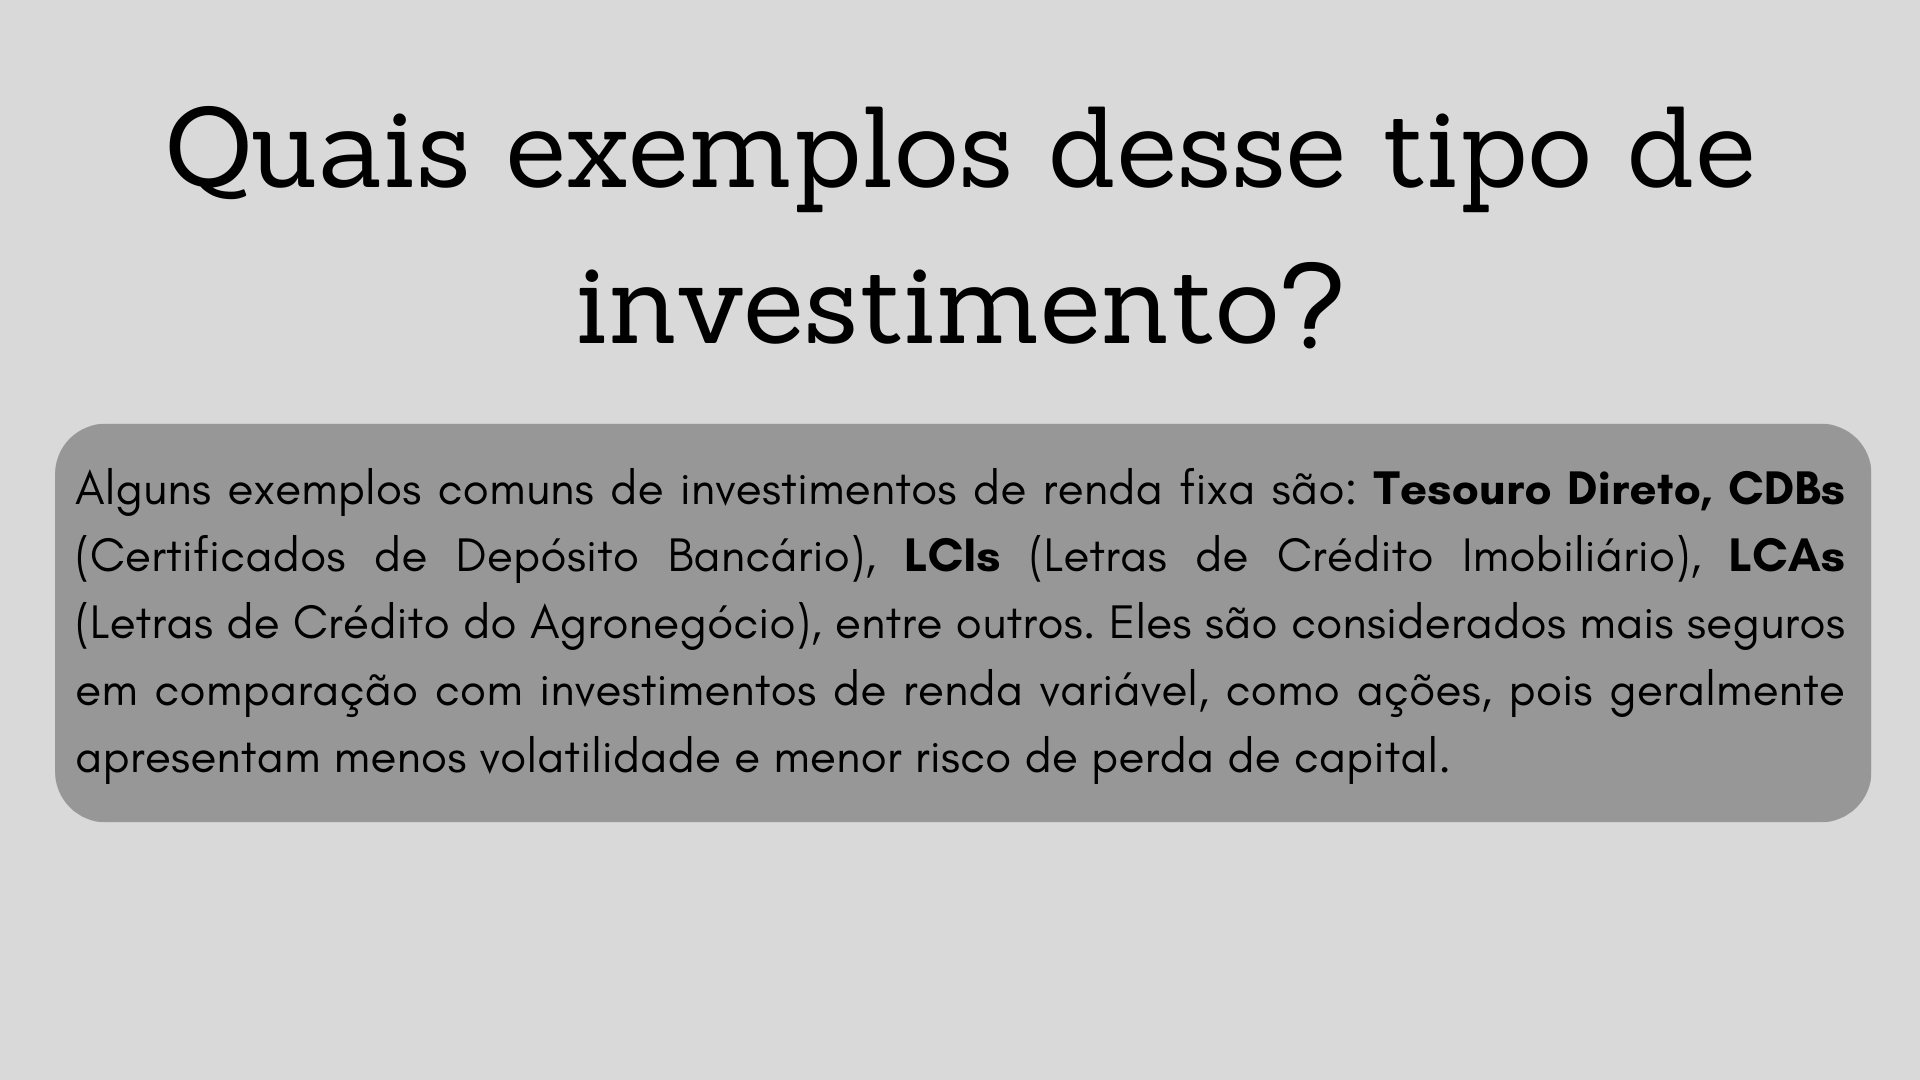 Quais exemplos desse tipo de
investimento?
Alguns exemplos comuns de investimentos de renda fixa são: Tesouro Direto, CDBs
(Certificados de Depósito Bancário), LCIs (Letras de Crédito Imobiliário), LCAs
(Letras de Crédito do Agronegócio), entre outros. Eles são considerados mais seguros
em comparação com investimentos de renda variável, como ações, pois geralmente
apresentam menos volatilidade e menor risco de perda de capital.